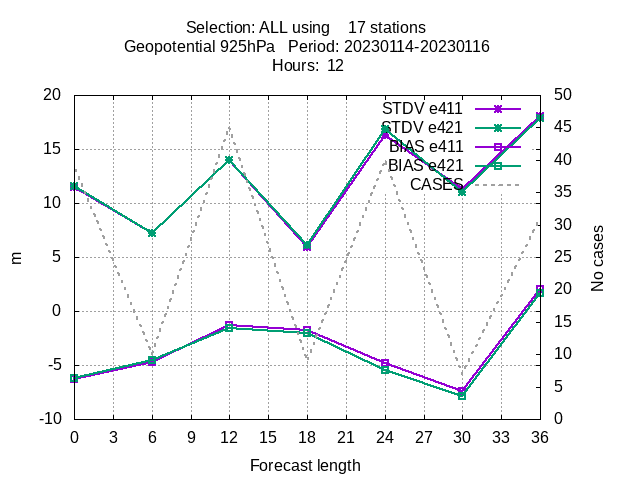 Selection: ALL using 17 stations
Geopotential 925hPa Period: 20230114-20230116
Hours: 12
20 50
STDV e411
STDV e421 45
15 BIAS e411 40
BIAS e421
CASES 35
10
30
5 25
m No cases
0 20
15
-5 10
5
-10 0
0 3 6 9 12 15 18 21 24 27 30 33 36
Forecast length